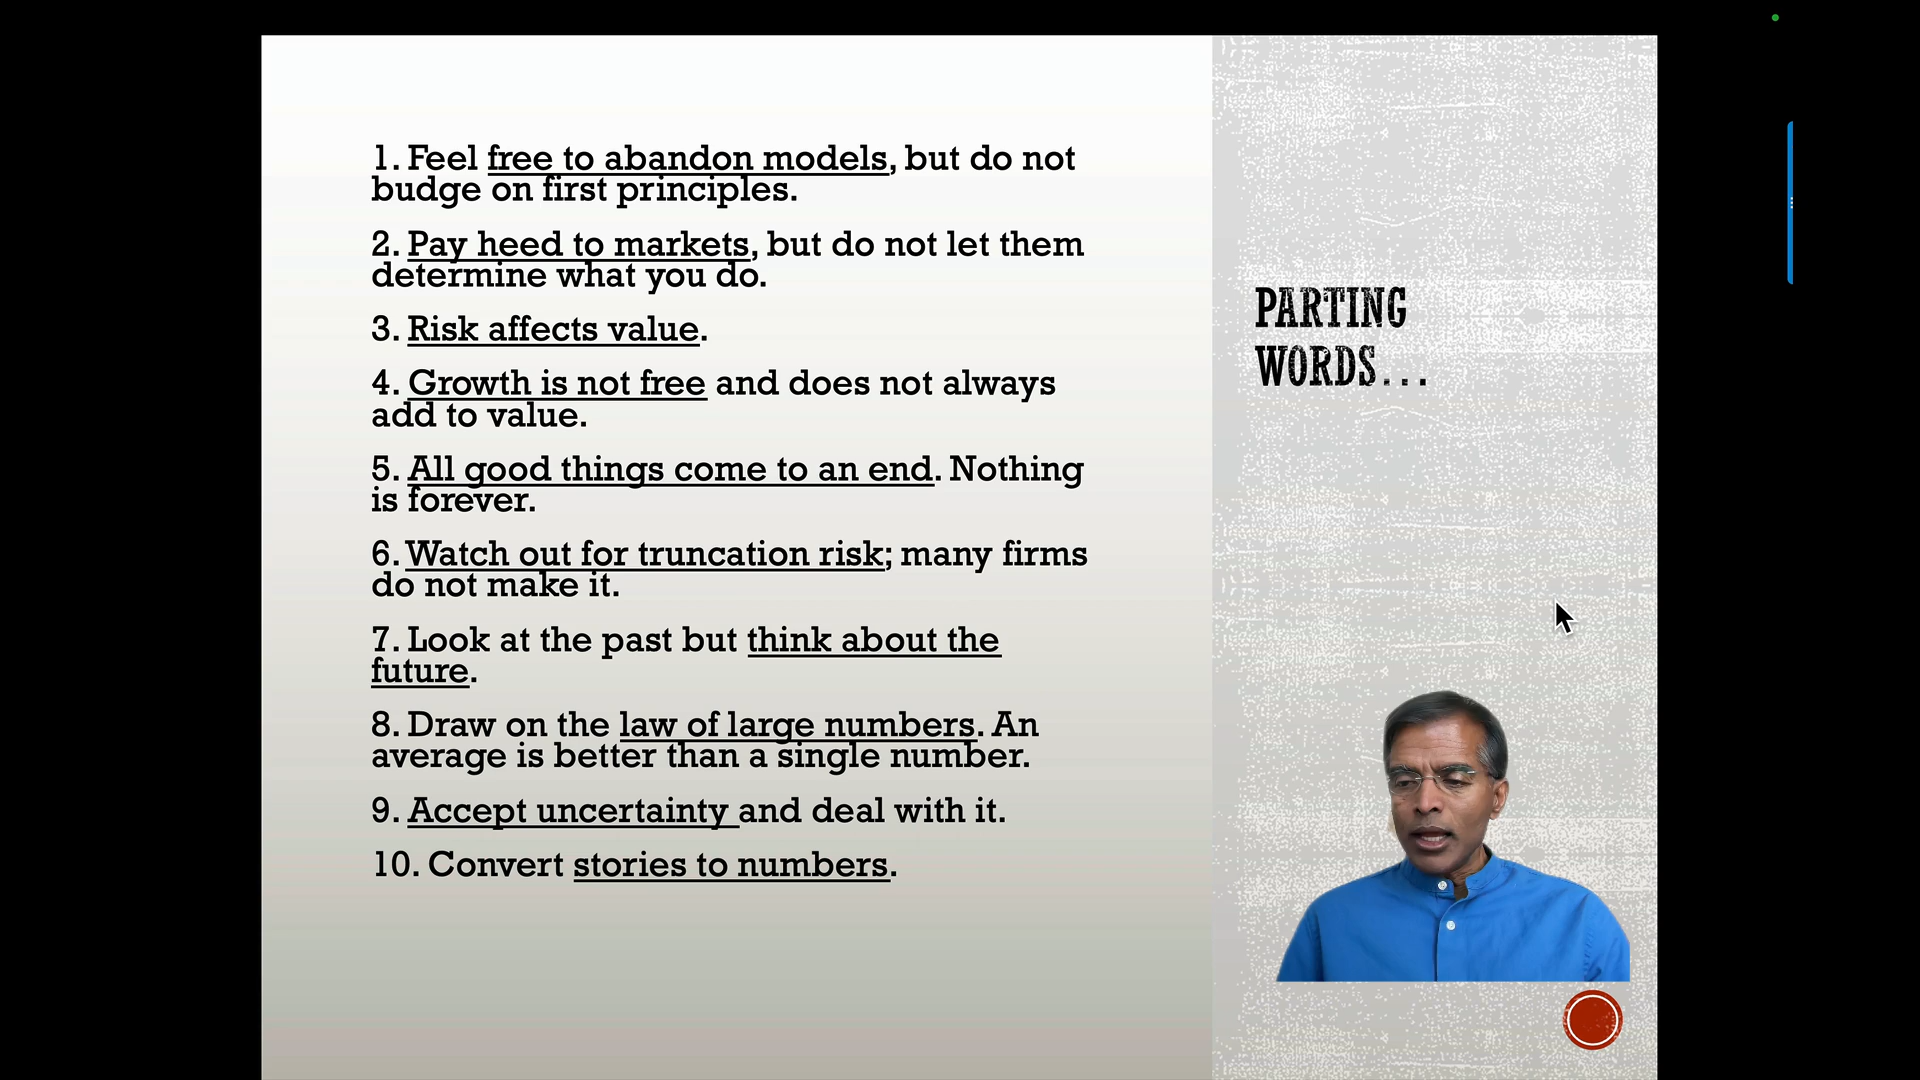 1. Feel free to abandon models, but do not
budge on first principles.
2. Pay heed to markets, but do not let them
determine what you do.
3. Risk affects value.
4. Growth is not free and does not always
add to value.
5. All good things come to an end. Nothing
is forever.
6. Watch out for truncation risk; many firms
do not make it.
7. Look at the past but think about the
future.
8. Draw on the law of large numbers. An
average is better than a single number.
9. Accept uncertainty and deal with it.
10. Convert stories to numbers.
PARTING
WORDS...